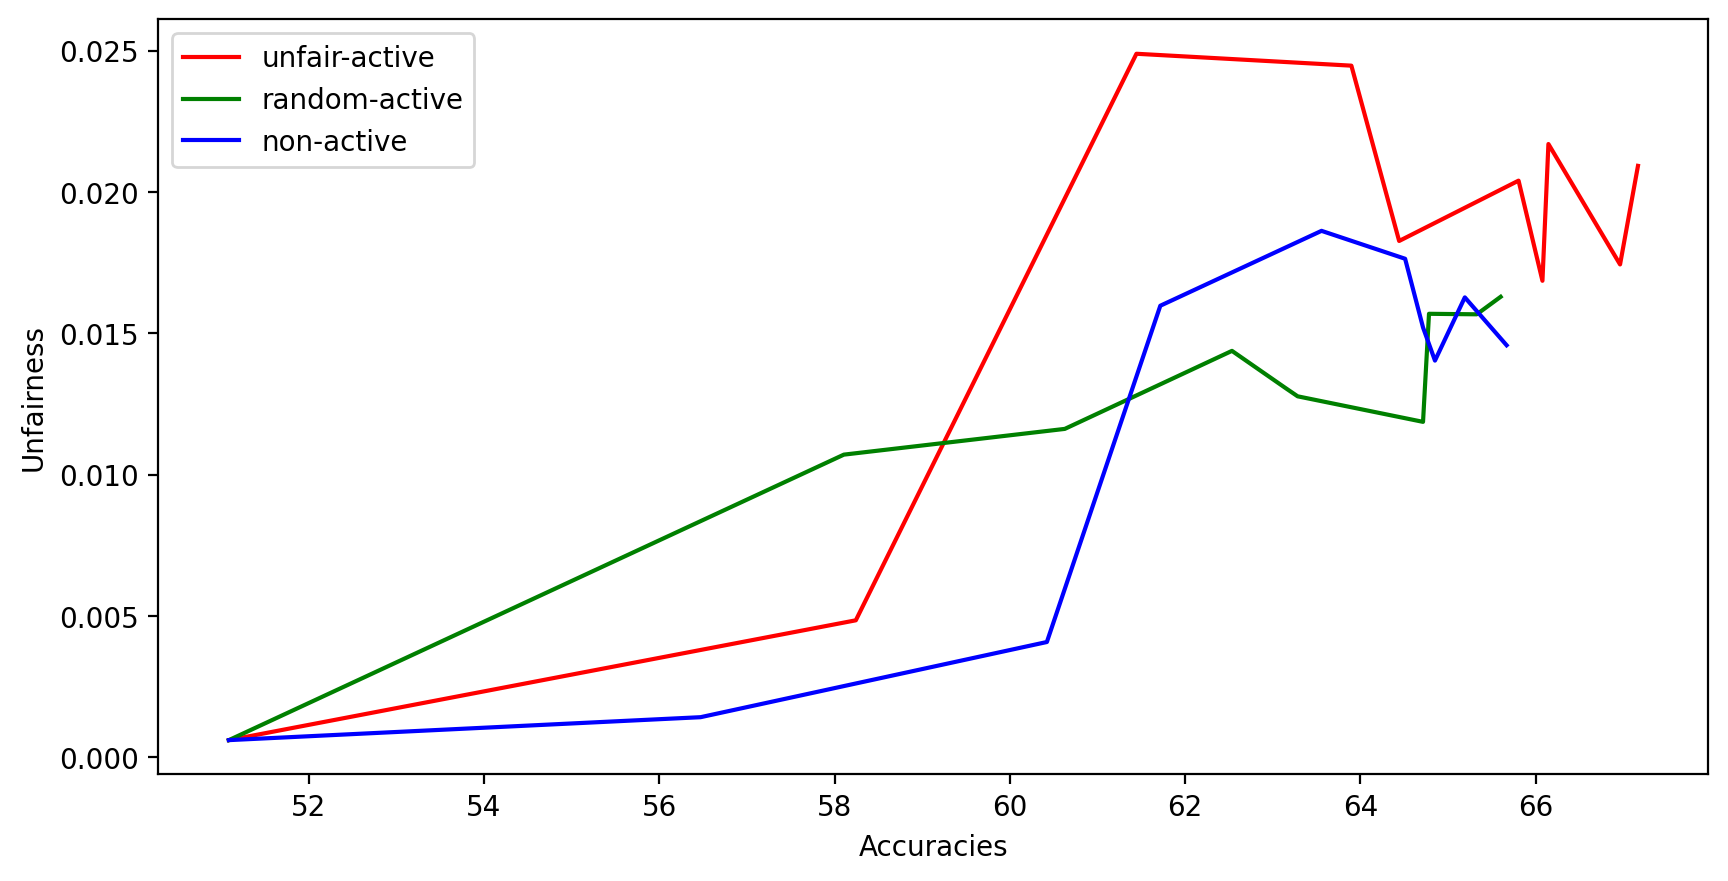 unfair-active
random-active
non-active
0.025
0.020
0.015
0.010
0.005
0.000
Unfairness
52 54 56 58 60 62 64 66
Accuracies